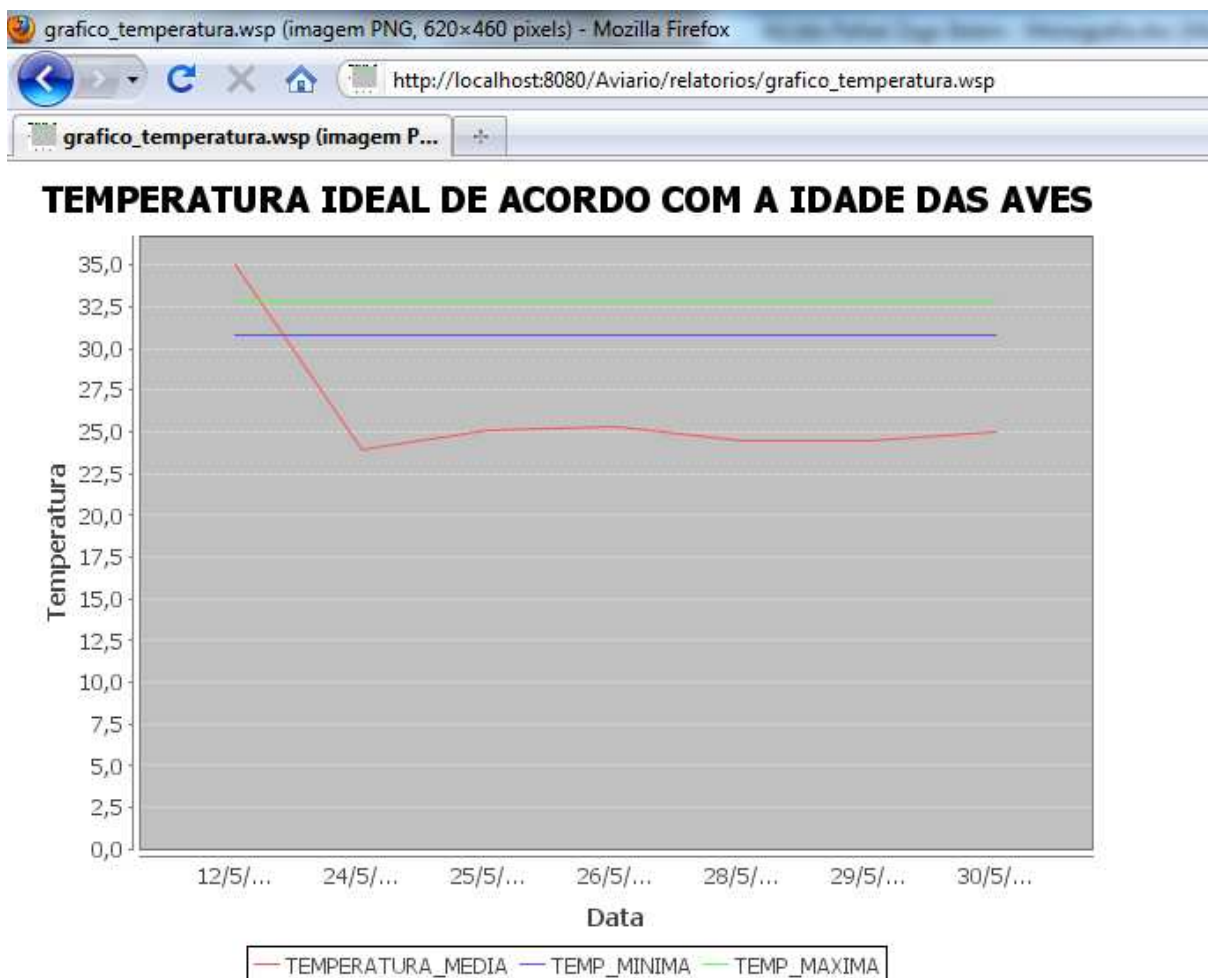 grafico_temperatura.wsp (imagem PNG, 620×460 pixels) - Mozilla Firefox
http://localhost:8080/Aviario/relatorios/grafico_temperatura.wsp
grafico_temperatura.wsp (imagem P...
TEMPERATURA IDEAL DE ACORDO COM A IDADE DAS AVES
35,0
32,5
30,0
27,5
25,0
22,5
20,0
17,5
15,0
12,5
10,0
7,5
5,0
2,5
0,0
Temperatura
12/5/... 24/5/... 25/5/... 26/5/... 28/5/... 29/5/... 30/5/...
Data
TEMPERATURA_MEDIA TEMP_MINIMA TEMP_MAXIMA